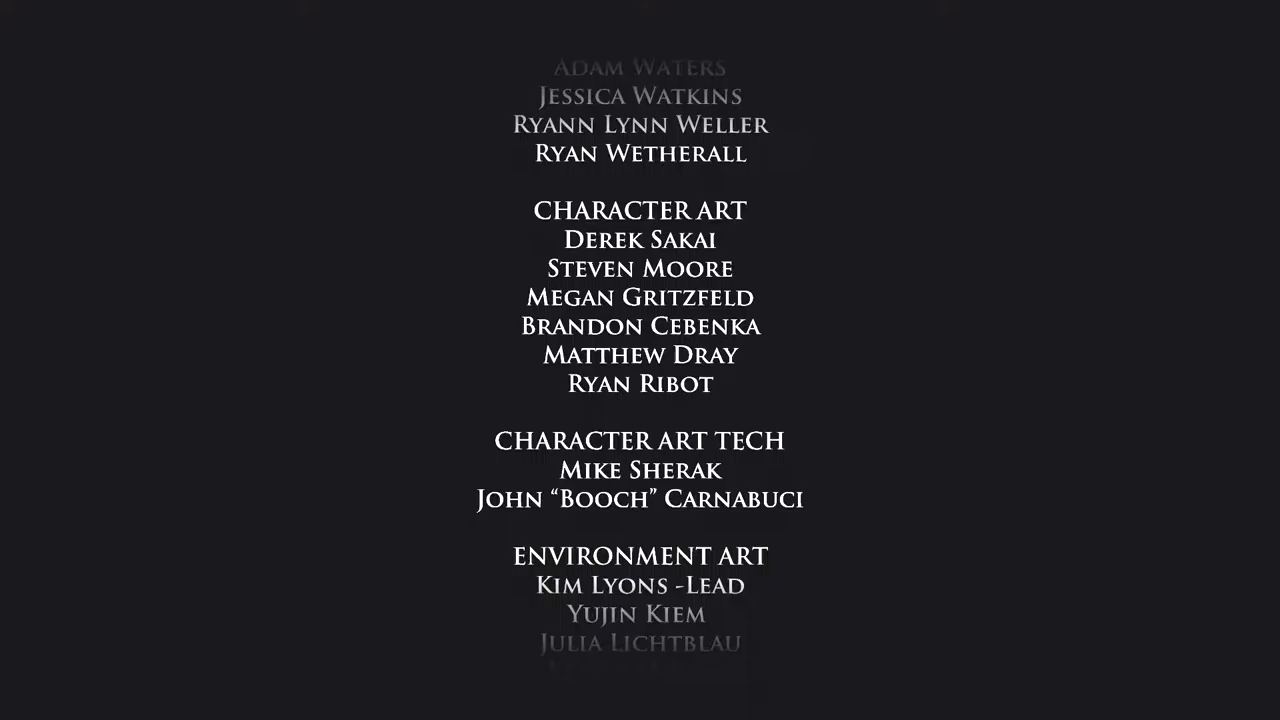 Adam Waters
Jessica Watkins
Ryann Lynn Weller
Ryan Wetherall
CHARACTER ART
Derek Sakai
Steven Moore
Megan Gritzfeld
Brandon Cebenka
Matthew Dray
Ryan Ribot
CHARACTER ART TECH
Mike Sherak
John “Booch” Carnabuci
ENVIRONMENT ART
Kim Lyons -Lead
Yujin Kiem
Julia Lichtblau